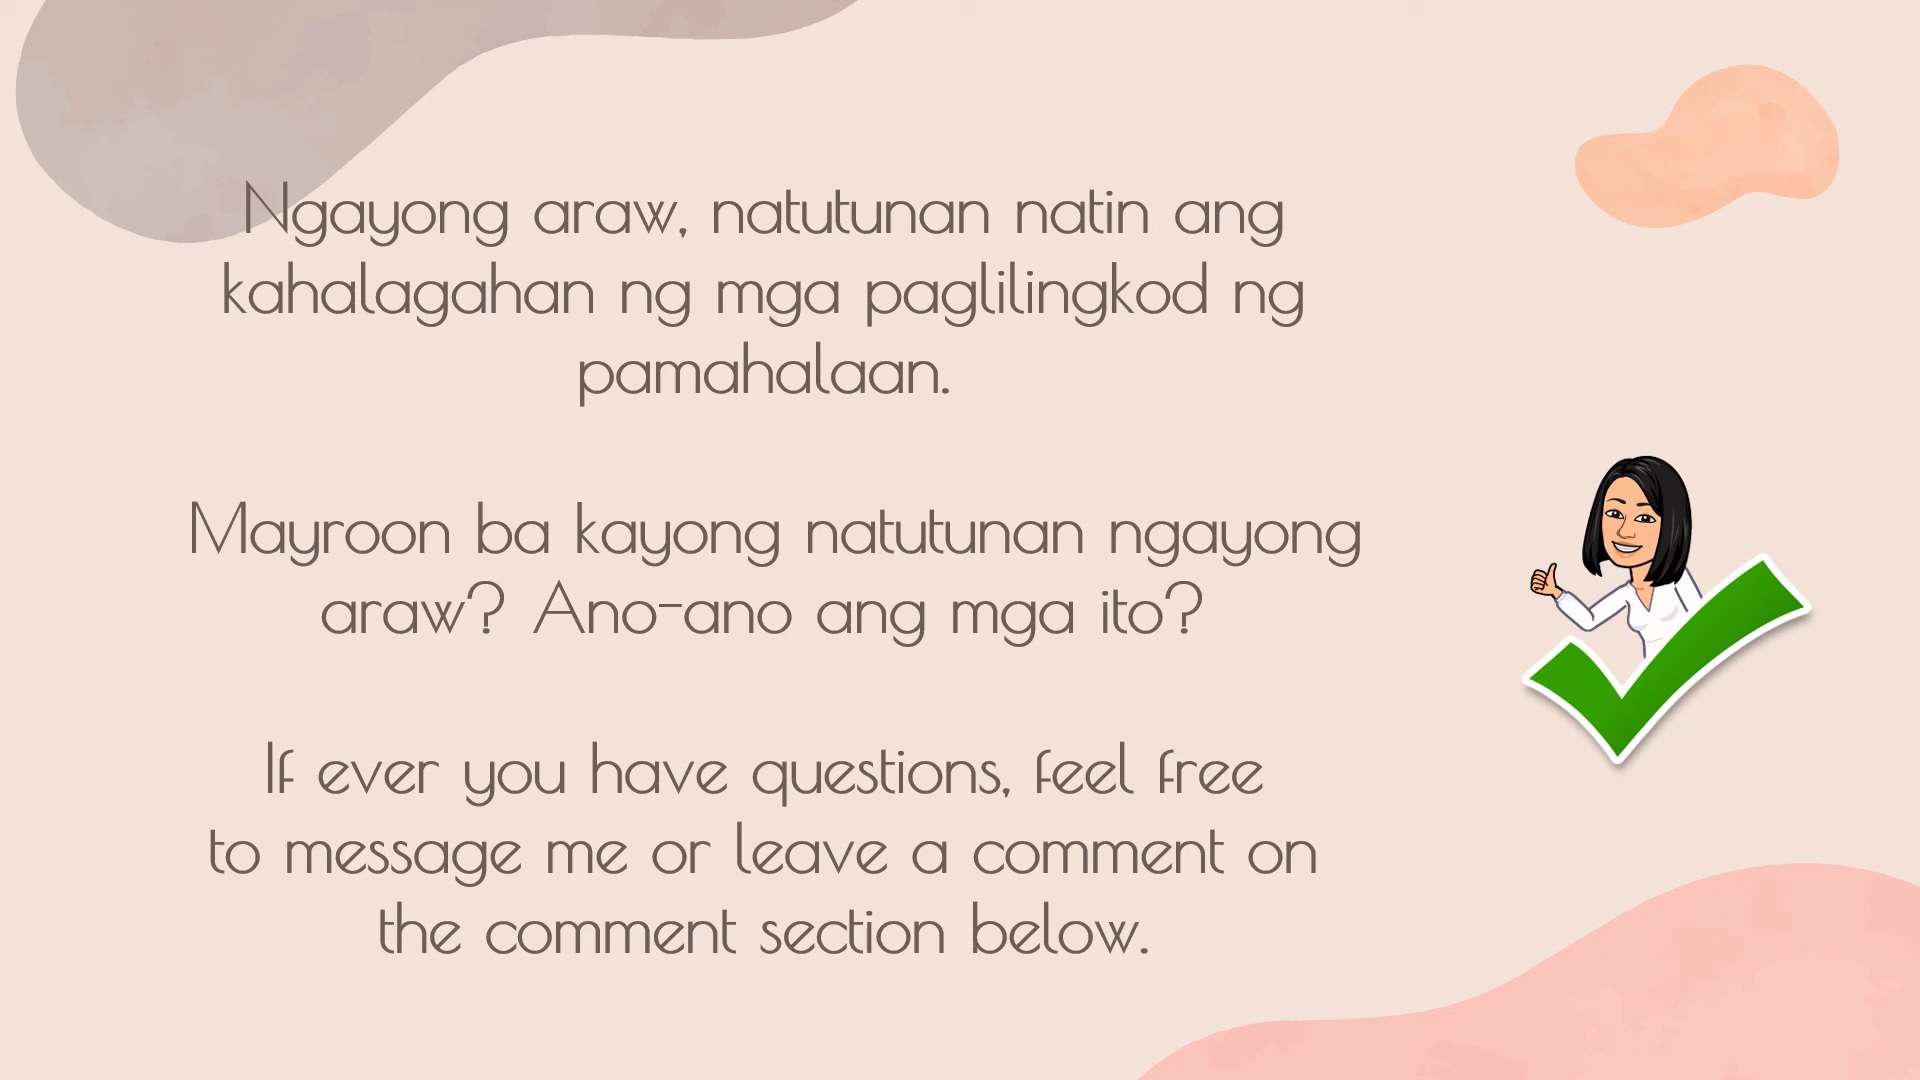 Ngayong araw, natutunan natin ang
kahalagahan ng mga paglilingkod ng
pamahalaan.
Mayroon ba kayong natutunan ngayong
araw? Ano-ano ang mga ito?
If ever you have questions, feel free
to message me or leave a comment on
the comment section below.